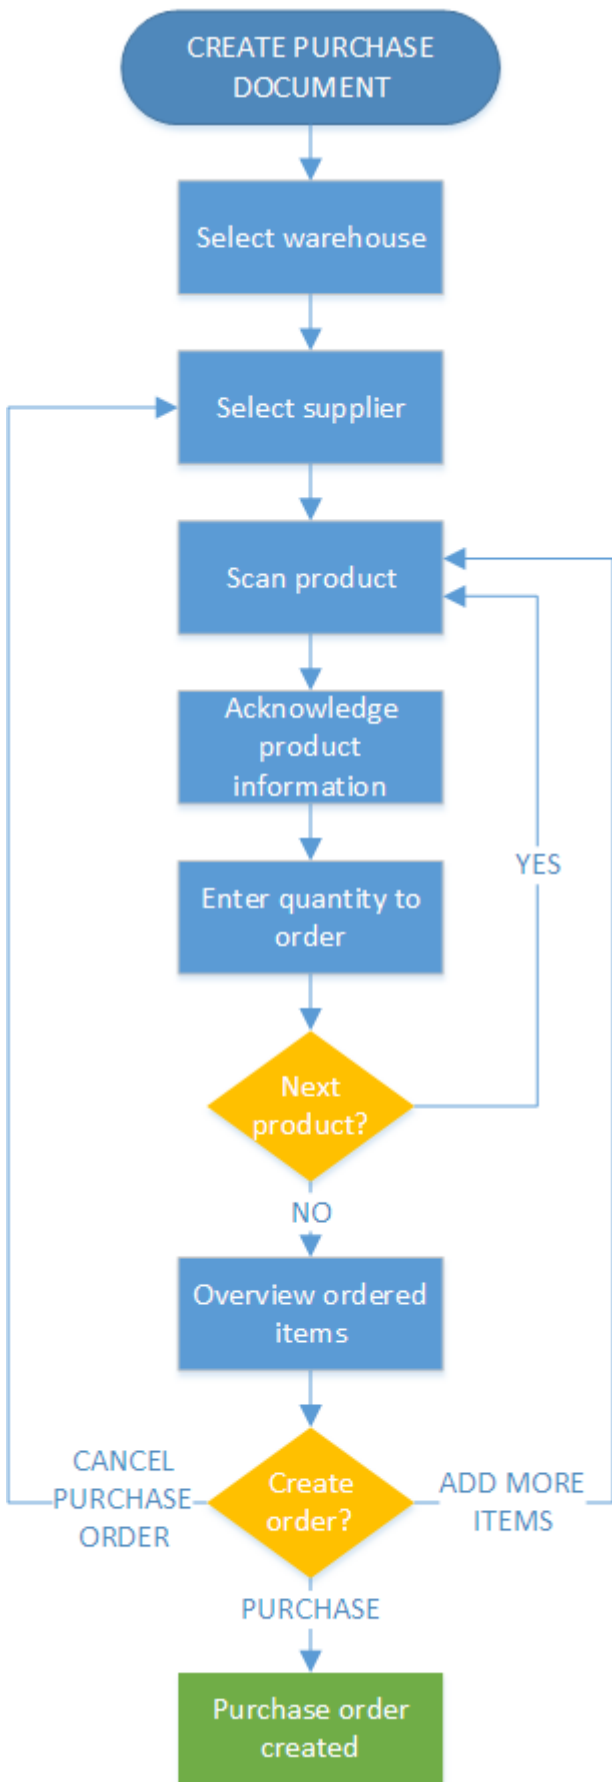 CREATE PURCHASE
DOCUMENT
Select warehouse
Select supplier
Scan product
Acknowledge
product
information
YES
Enter quantity to
order
Next
product?
NO
Overview ordered
items
CANCEL
PURCHASE
ORDER
Create
order?
ADD MORE
ITEMS
PURCHASE
Purchase order
created